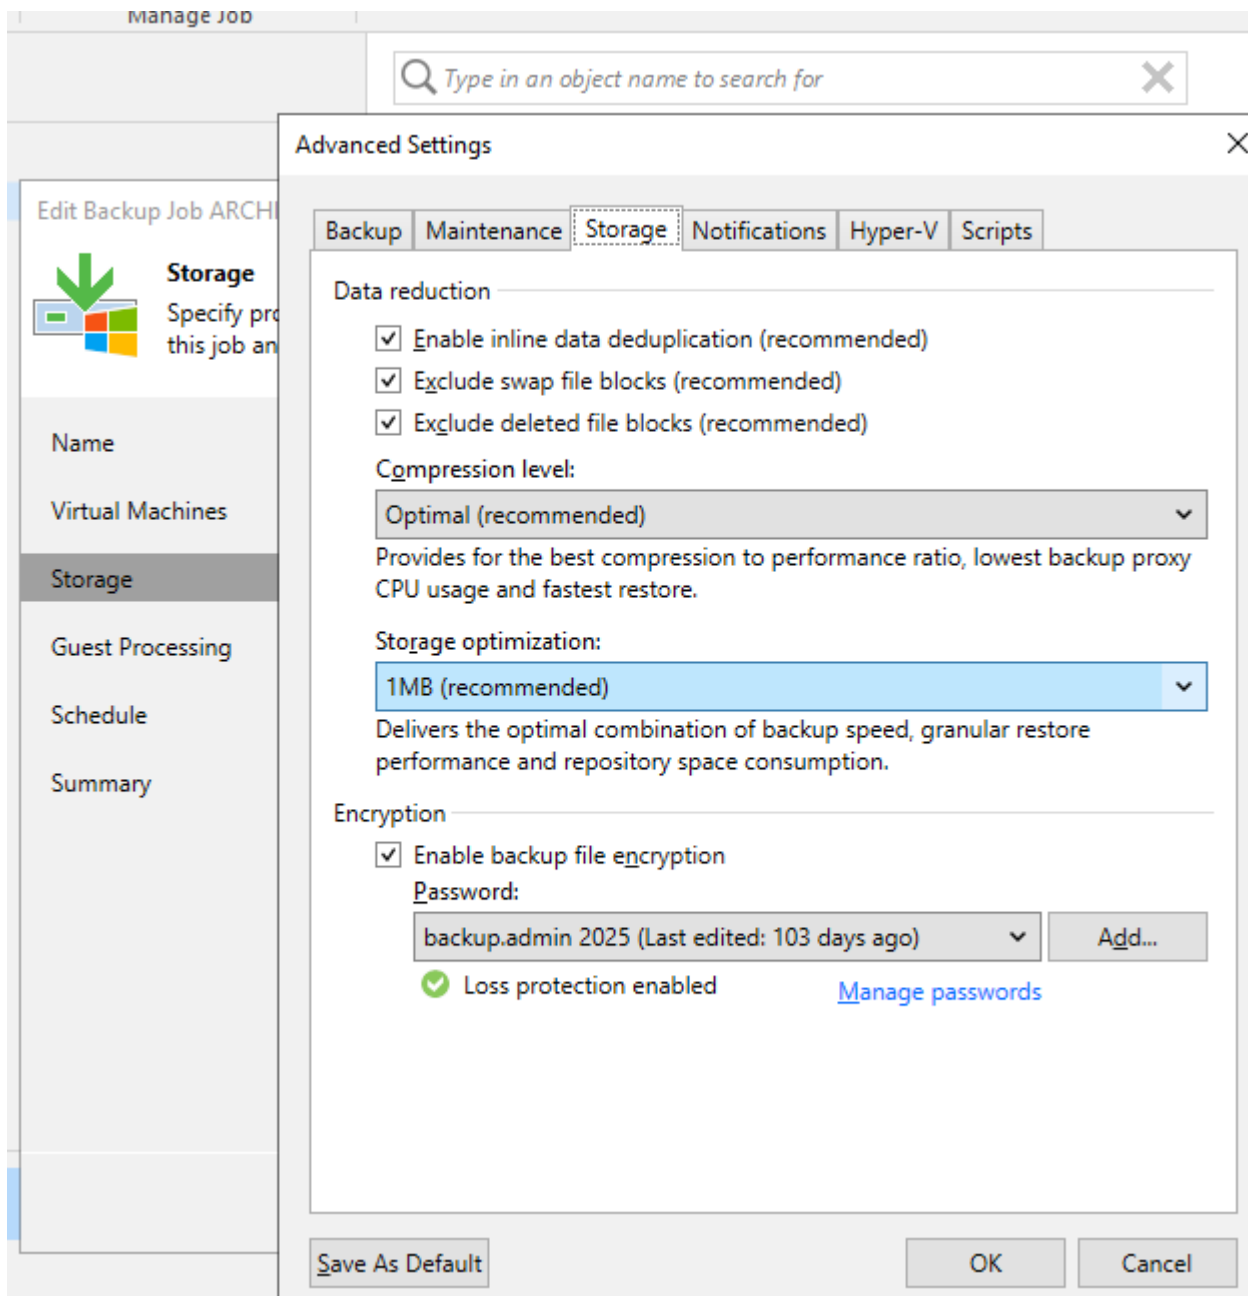 Manage Job
Type in an object name to search for
Advanced Settings
Edit Backup Job ARCHI
Storage
Specify pro
this job an
Name
Virtual Machines
Storage
Guest Processing
Schedule
Summary
Backup Maintenance Storage Notifications Hyper-V Scripts
Data reduction
Enable inline data deduplication (recommended)
Exclude swap file blocks (recommended)
Exclude deleted file blocks (recommended)
Compression level:
Optimal (recommended)
Provides for the best compression to performance ratio, lowest backup proxy
CPU usage and fastest restore.
Storage optimization:
1MB (recommended)
Delivers the optimal combination of backup speed, granular restore
performance and repository space consumption.
Encryption
Enable backup file encryption
Password:
backup.admin 2025 (Last edited: 103 days ago)
Add...
Loss protection enabled
Manage passwords
Save As Default
OK
Cancel